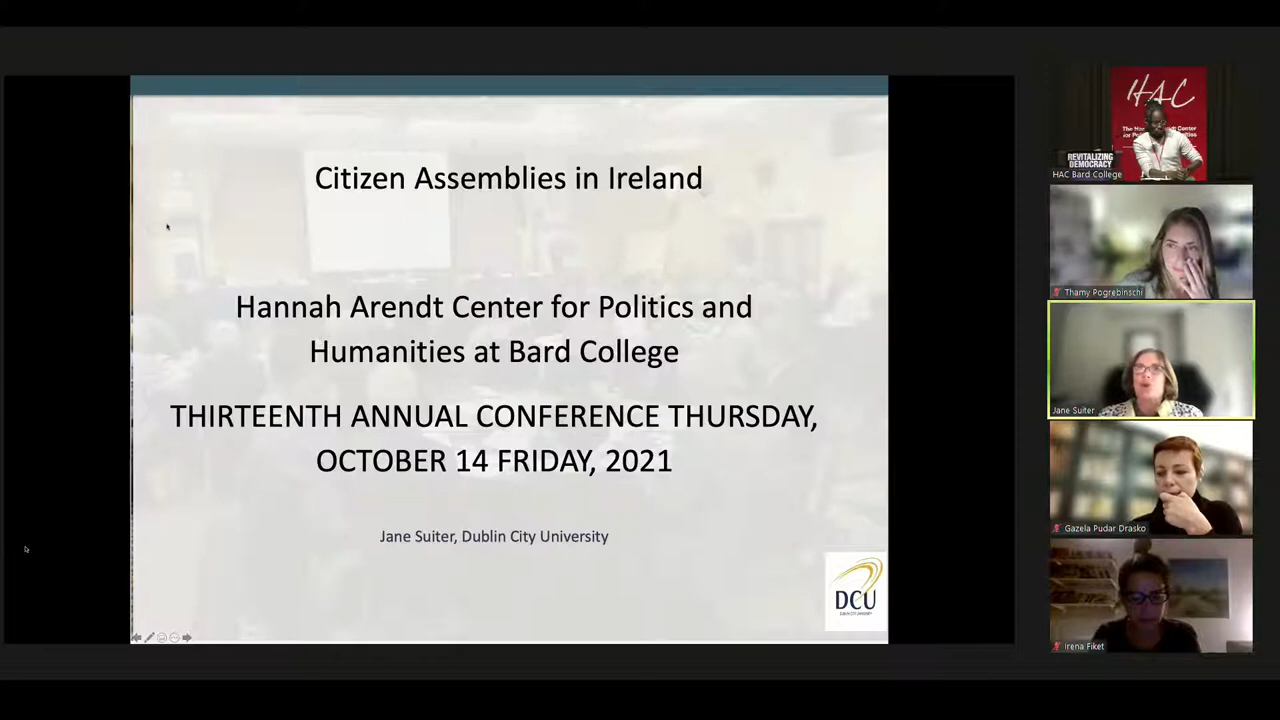 Citizen Assemblies in Ireland
Hannah Arendt Center for Politics and
Humanities at Bard College
THIRTEENTH ANNUAL CONFERENCE THURSDAY,
OCTOBER 14 FRIDAY, 2021
Jane Suiter, Dublin City University
DCU
HAC
REVITALIZING
DEMOCRACY
HAC Bard College
Thamy Pogrebinschi
Jane Suiter
Gazela Pudar Drasko
Irena Fiket